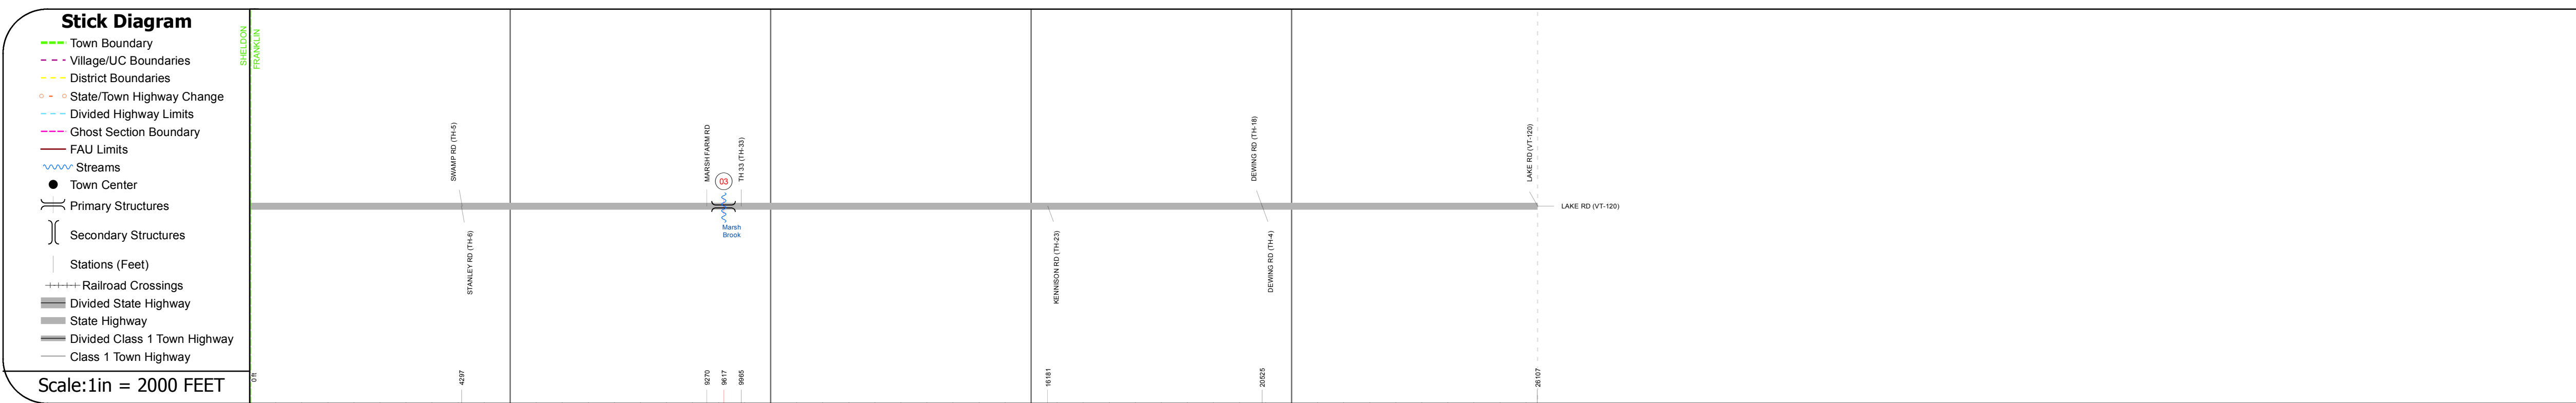 Stick Diagram
Town Boundary
Village/UC Boundaries
District Boundaries
State/Town Highway Change
Divided Highway Limits
Ghost Section Boundary
FAU Limits
Streams
Town Center
Primary Structures
Secondary Structures
Stations (Feet)
Railroad Crossings
Divided State Highway
State Highway
Divided Class 1 Town Highway
Class 1 Town Highway
Scale:1in = 2000 FEET
SHELDON
FRANKLIN
SWAMP RD (TH-5)
STANLEY RD (TH-6)
MARSH FARM RD
03
TH 33 (TH-33)
Marsh
Brook
KENNISON RD (TH-23)
DEWING RD (TH-18)
DEWING RD (TH-4)
LAKE RD (VT-120)
LAKE RD (VT-120)
0 ft
4297
9270
9617
9965
16181
20525
26107